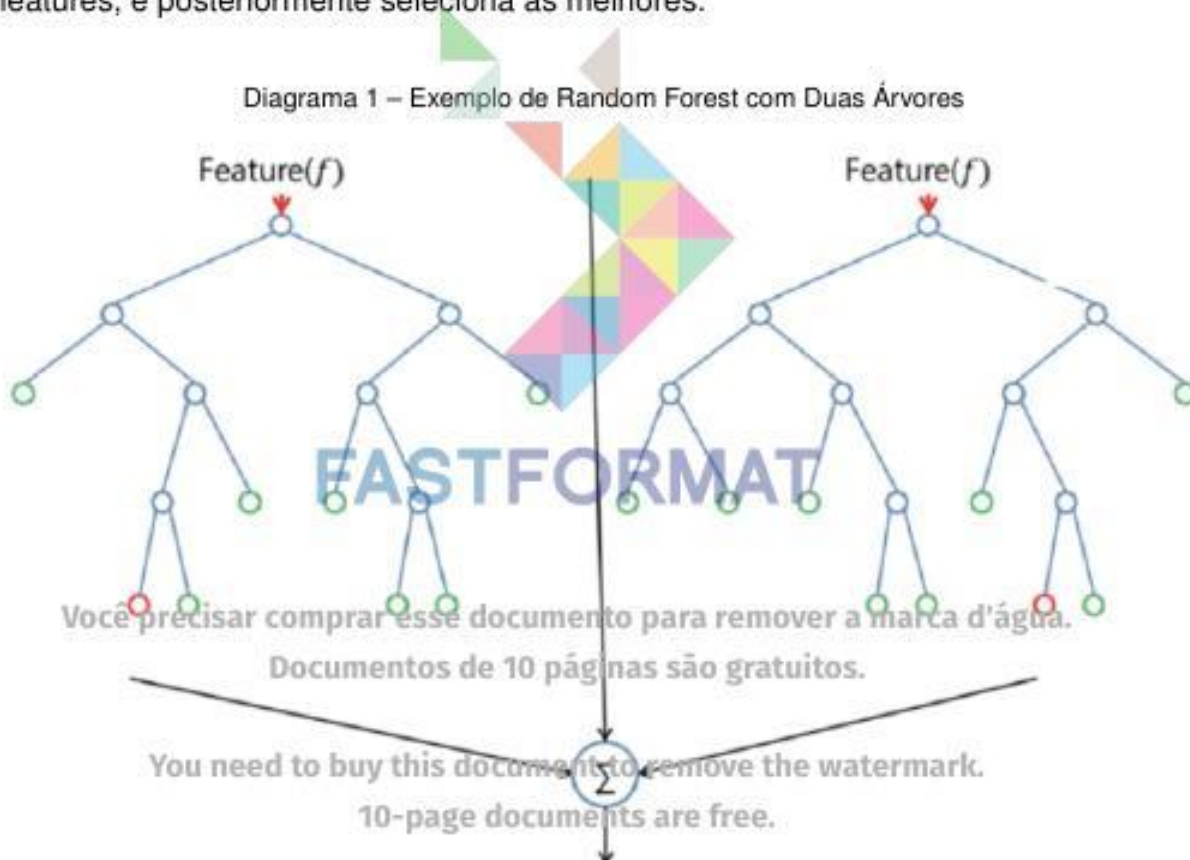 features, e posteriormente seleciona as melhores.
Diagrama 1 – Exemplo de Random Forest com Duas Árvores
Feature(f) Feature(f)
FASTFORMAT
Você precisar comprar esse documento para remover a marca d'água.
Documentos de 10 páginas são gratuitos.
You need to buy this document to remove the watermark.
Σ
10-page documents are free.